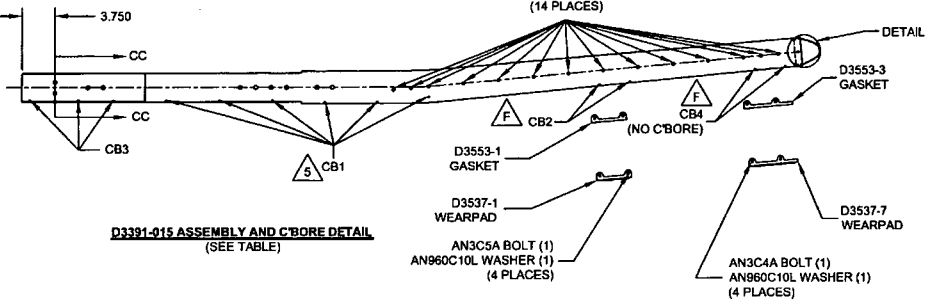 (14 PLACES)
3.750
DETAIL
CC
D3553-3
GASKET
CC
F
CB2
F
CB4
(NO C'BORE)
CB3
5
CB1
D3553-1
GASKET
D3537-1
WEARPAD
D3537-7
WEARPAD
D3391-015 ASSEMBLY AND C'BORE DETAIL
(SEE TABLE)
AN3C5A BOLT (1)
AN960C10L WASHER (1)
(4 PLACES)
AN3C4A BOLT (1)
AN960C10L WASHER (1)
(4 PLACES)